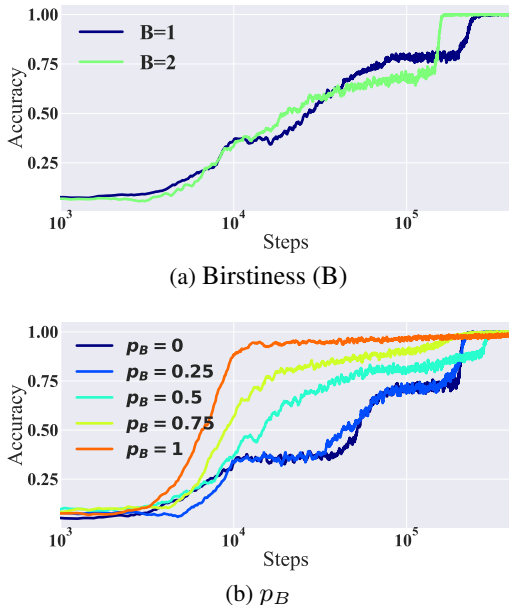 1.00
B=1
B=2
0.75
Accuracy
0.50
0.25
10^3
10^4
10^5
Steps
(a) Birstiness (B)
1.00
p_B = 0
p_B = 0.25
0.75
p_B = 0.5
Accuracy
p_B = 0.75
0.50
p_B = 1
0.25
10^3
10^4
10^5
Steps
(b) p_B